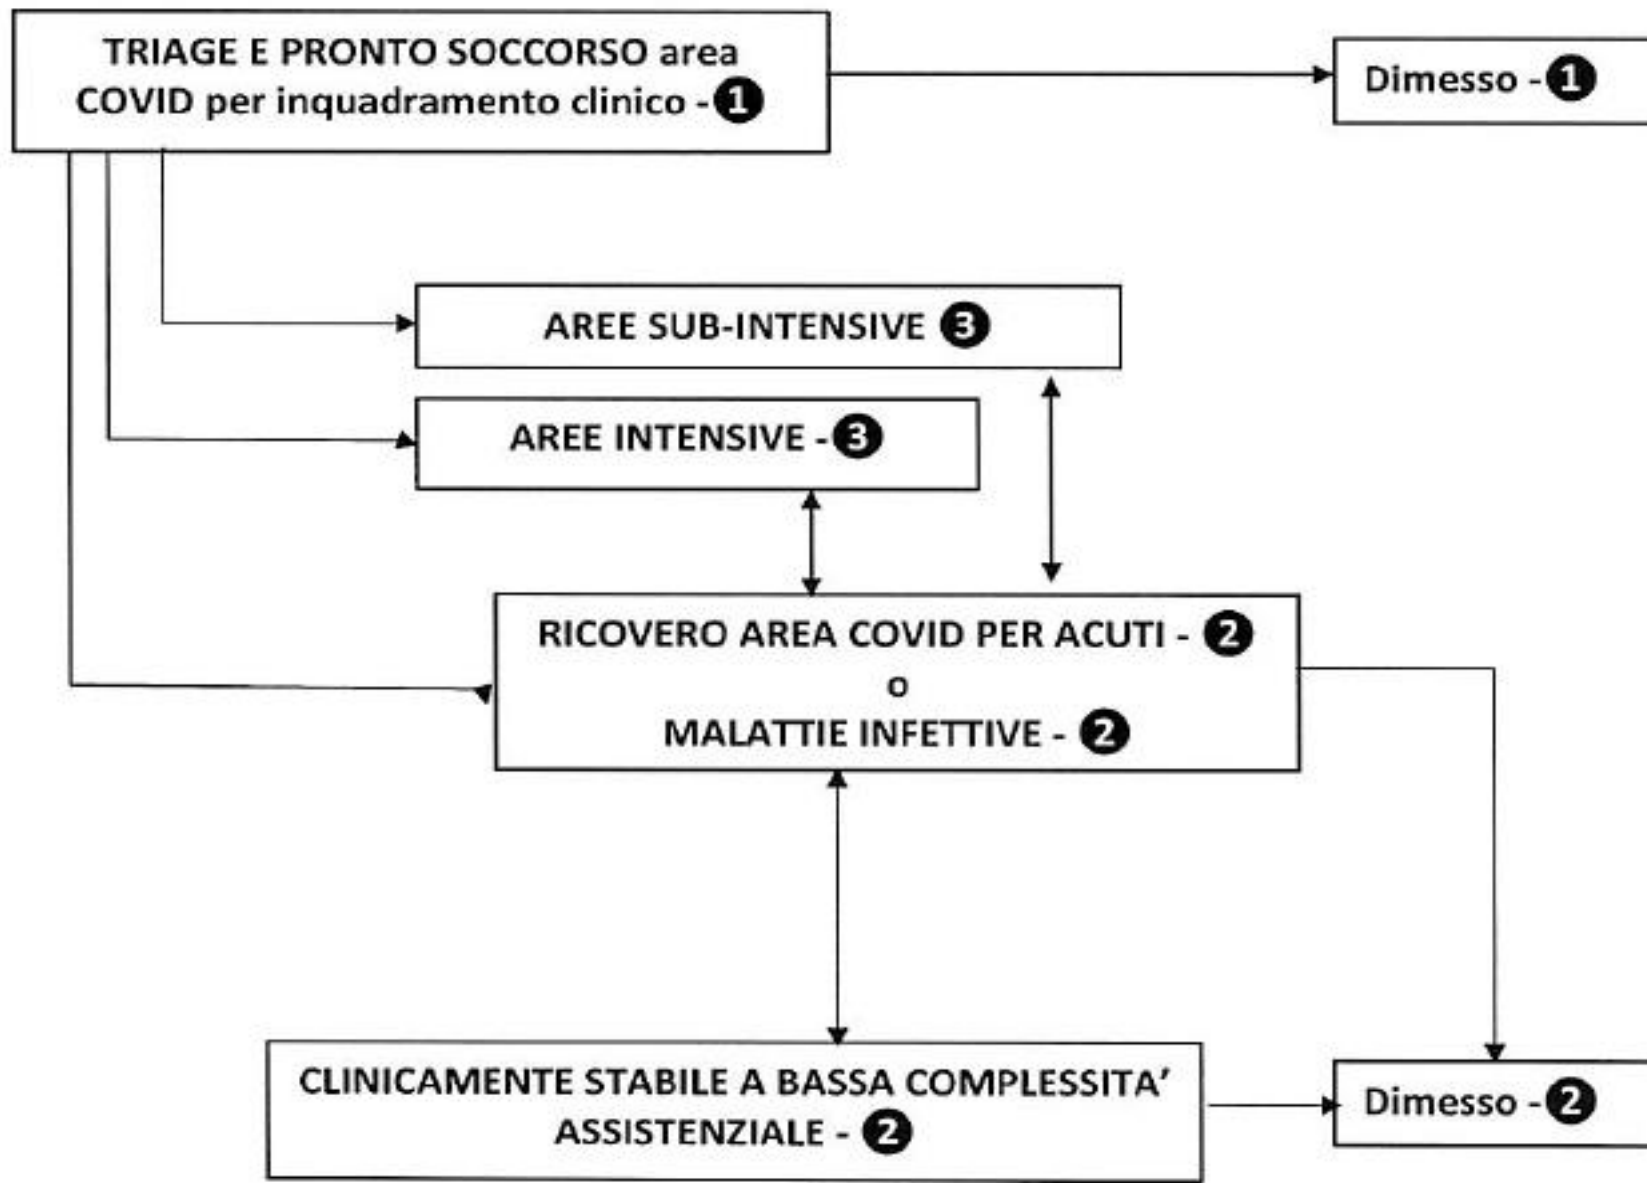 TRIAGE E PRONTO SOCCORSO area
COVID per inquadramento clinico - ❶
Dimesso - ❶
AREE SUB-INTENSIVE ❸
AREE INTENSIVE - ❸
RICOVERO AREA COVID PER ACUTI - ❷
o
MALATTIE INFETTIVE - ❷
CLINICAMENTE STABILE A BASSA COMPLESSITA’
ASSISTENZIALE - ❷
Dimesso - ❷